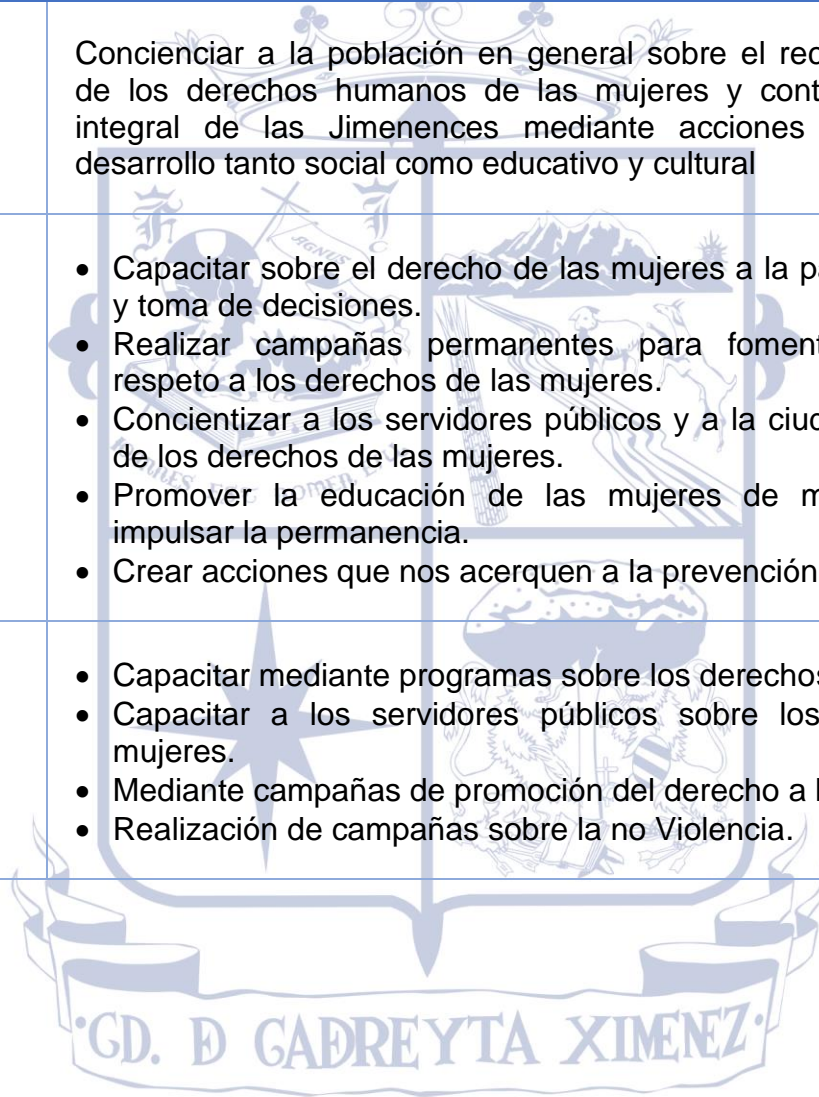 Concienciar a la población en general sobre el
de los derechos humanos de las mujeres y
integral de las Jimenences mediante acciones
desarrollo tanto social como educativo y cultural
• Capacitar sobre el derecho de las mujeres a la
y toma de decisiones.
• Realizar campañas permanentes para
respeto a los derechos de las mujeres.
• Concientizar a los servidores públicos y a la
de los derechos de las mujeres.
• Promover la educación de las mujeres de
impulsar la permanencia.
• Crear acciones que nos acerquen a la prevención
• Capacitar mediante programas sobre los derechos
• Capacitar a los servidores públicos sobre los
mujeres.
• Mediante campañas de promoción del derecho a
• Realización de campañas sobre la no Violencia.
AGNUS
·GD. D CADREYTA XIMENEZ·